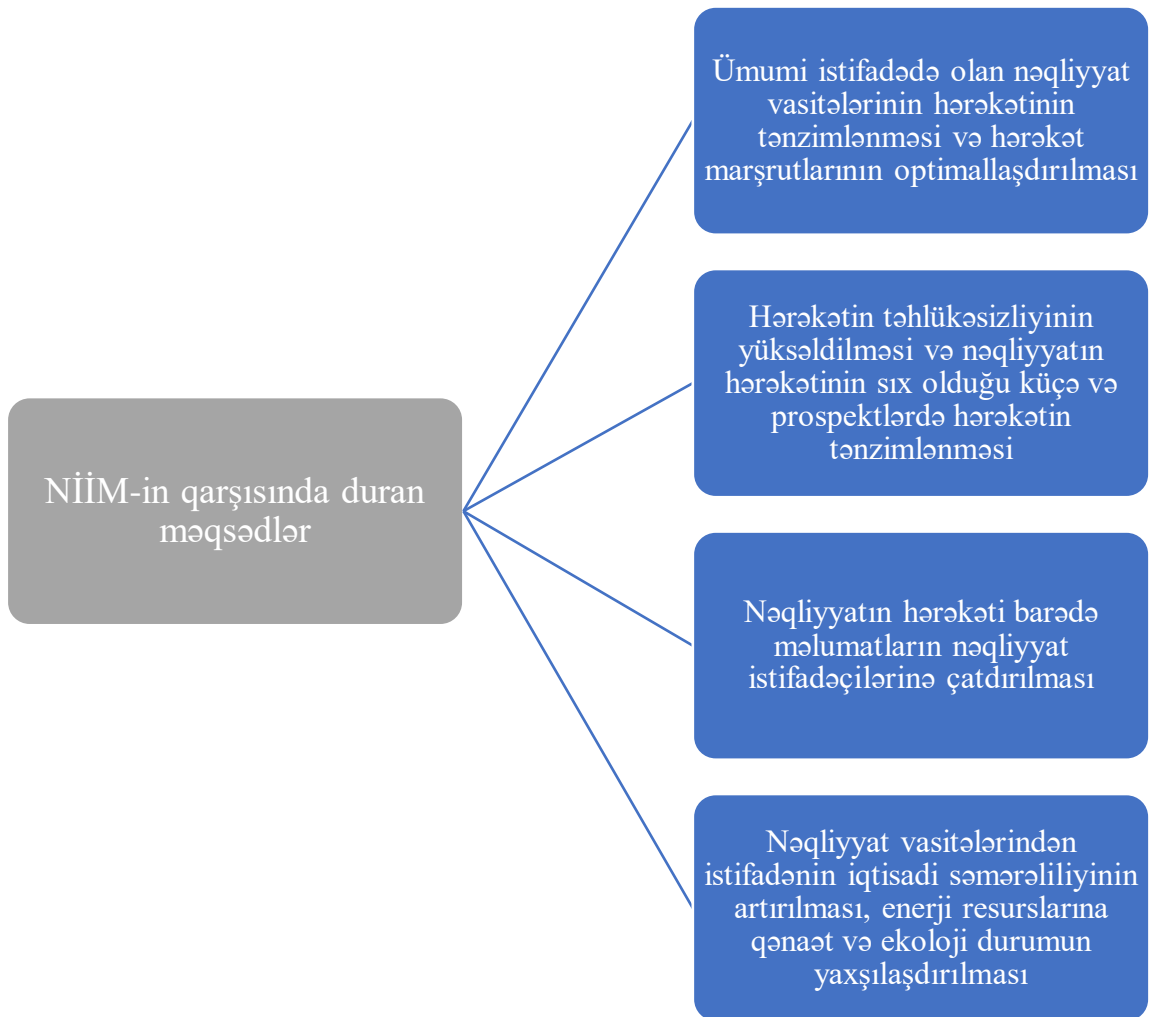 NİİM-in qarşısında duran
məqsədlər
Ümumi istifadədə olan nəqliyyat
vasitələrinin hərəkətinin
tənzimlənməsi və hərəkət
marşrutlarının optimallaşdırılması
Hərəkətin təhlükəsizliyinin
yüksəldilməsi və nəqliyyatın
hərəkətinin sıx olduğu küçə və
prospektlərdə hərəkətin
tənzimlənməsi
Nəqliyyatın hərəkəti barədə
məlumatların nəqliyyat
istifadəçilərinə çatdırılması
Nəqliyyat vasitələrindən
istifadənin iqtisadi səmərəliliyinin
artırılması, enerji resurslarına
qənaət və ekoloji durumun
yaxşılaşdırılması